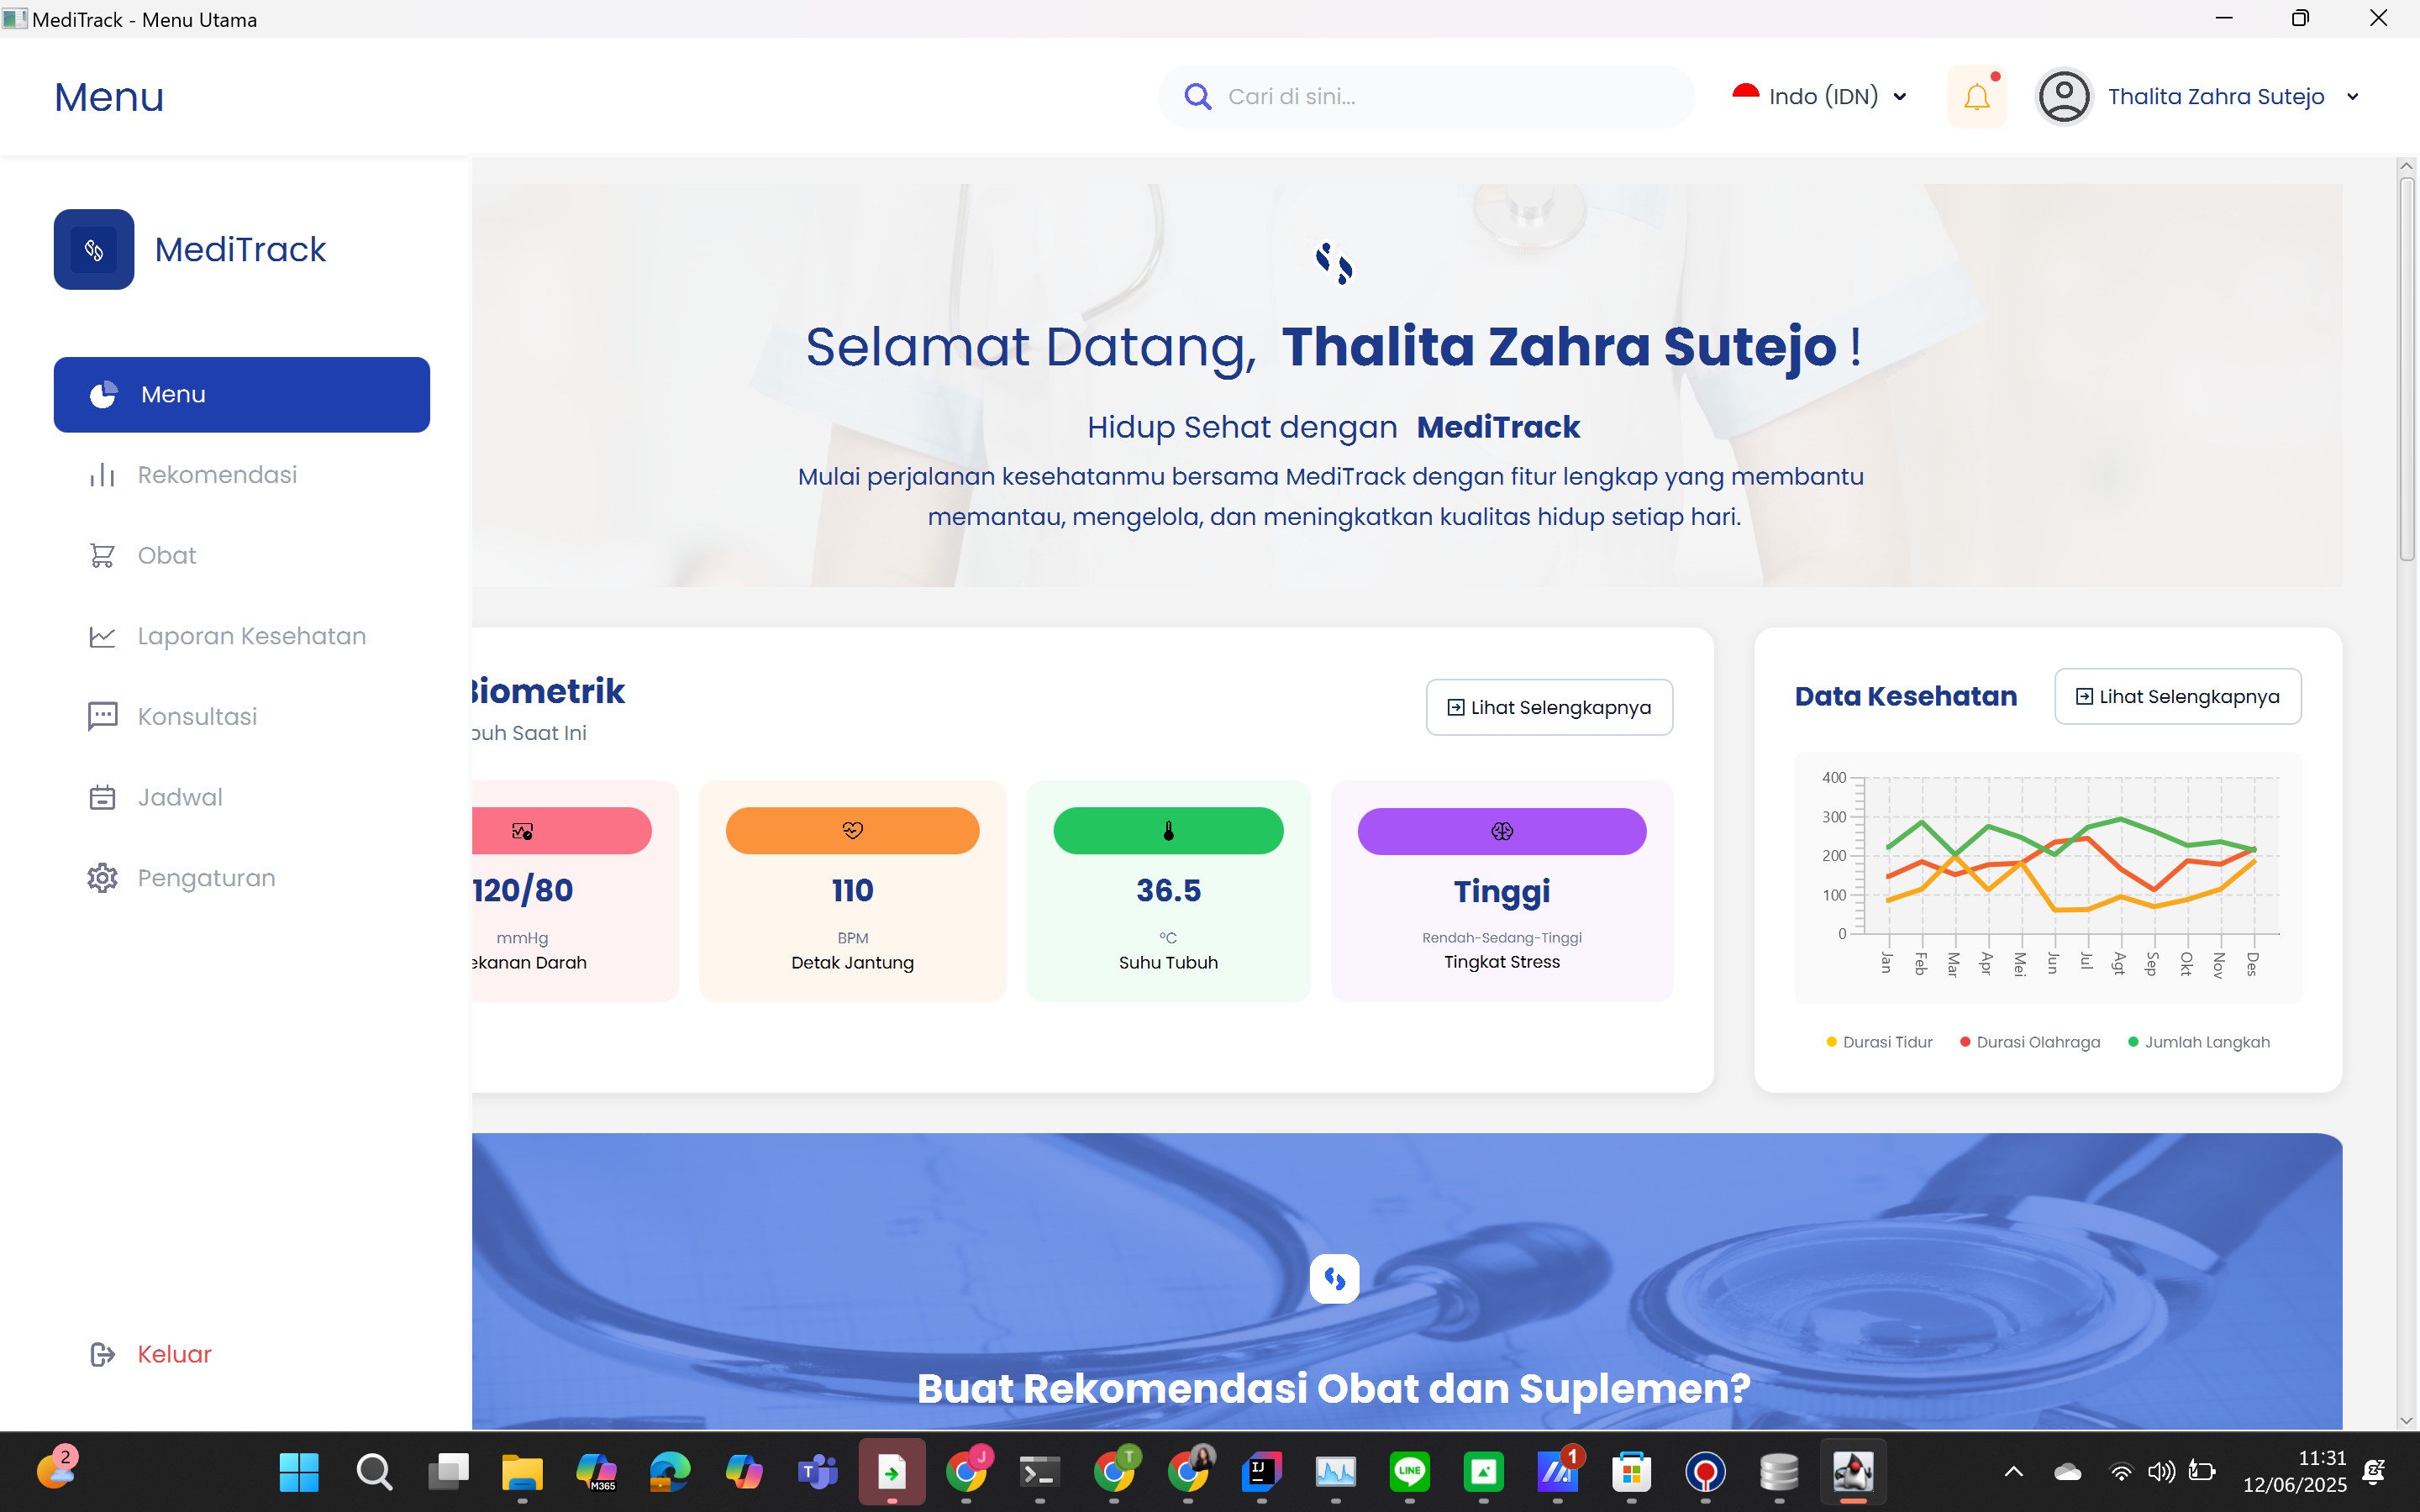 MediTrack - Menu Utama
Menu
Cari di sini...
Indo (IDN)
Thalita Zahra Sutejo
MediTrack
Menu
Rekomendasi
Obat
Laporan Kesehatan
Konsultasi
Jadwal
Pengaturan
Keluar
Selamat Datang, Thalita Zahra Sutejo !
Hidup Sehat dengan MediTrack
Mulai perjalanan kesehatanmu bersama MediTrack dengan fitur lengkap yang membantu
memantau, mengelola, dan meningkatkan kualitas hidup setiap hari.
Biometrik
buh Saat Ini
Lihat Selengkapnya
120/80
mmHg
ekanan Darah
110
BPM
Detak Jantung
36.5
°C
Suhu Tubuh
Tinggi
Rendah-Sedang-Tinggi
Tingkat Stress
Data Kesehatan
Lihat Selengkapnya
400
300
200
100
0
Jan
Feb
Mar
Apr
Mei
Jun
Jul
Agt
Sep
Okt
Nov
Des
Durasi Tidur
Durasi Olahraga
Jumlah Langkah
Buat Rekomendasi Obat dan Suplemen?
2
M365
T
J
T
IJ
LINE
1
11:31
12/06/2025